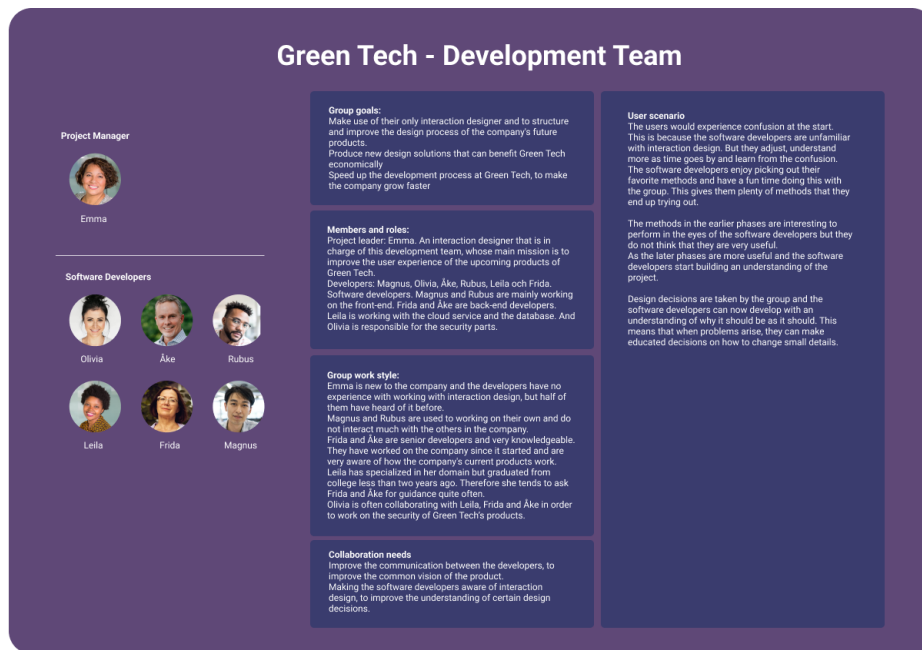 Green Tech - Development Team
Project Manager
Emma
Software Developers
Olivia
Åke
Rubus
Leila
Frida
Magnus
Group goals:
Make use of their only interaction designer and to structure
and improve the design process of the company's future
products.
Produce new design solutions that can benefit Green Tech
economically
Speed up the development process at Green Tech, to make
the company grow faster
Members and roles:
Project leader: Emma. An interaction designer that is in
charge of this development team, whose main mission is to
improve the user experience of the upcoming products of
Green Tech.
Developers: Magnus, Olivia, Åke, Rubus, Leila och Frida.
Software developers. Magnus and Rubus are mainly working
on the front-end. Frida and Åke are back-end developers.
Leila is working with the cloud service and the database. And
Olivia is responsible for the security parts.
Group work style:
Emma is new to the company and the developers have no
experience with working with interaction design, but half of
them have heard of it before.
Magnus and Rubus are used to working on their own and do
not interact much with the others in the company.
Frida and Åke are senior developers and very knowledgeable.
They have worked on the company since it started and are
very aware of how the company's current products work.
Leila has specialized in her domain but graduated from
college less than two years ago. Therefore she tends to ask
Frida and Åke for guidance quite often.
Olivia is often collaborating with Leila, Frida and Åke in order
to work on the security of Green Tech's products.
Collaboration needs
Improve the communication between the developers, to
improve the common vision of the product.
Making the software developers aware of interaction
design, to improve the understanding of certain design
decisions.
User scenario
The users would experience confusion at the start.
This is because the software developers are unfamiliar
with interaction design. But they adjust, understand
more as time goes by and learn from the confusion.
The software developers enjoy picking out their
favorite methods and have a fun time doing this with
the group. This gives them plenty of methods that they
end up trying out.
The methods in the earlier phases are interesting to
perform in the eyes of the software developers but they
do not think that they are very useful.
As the later phases are more useful and the software
developers start building an understanding of the
project.
Design decisions are taken by the group and the
software developers can now develop with an
understanding of why it should be as it should. This
means that when problems arise, they can make
educated decisions on how to change small details.